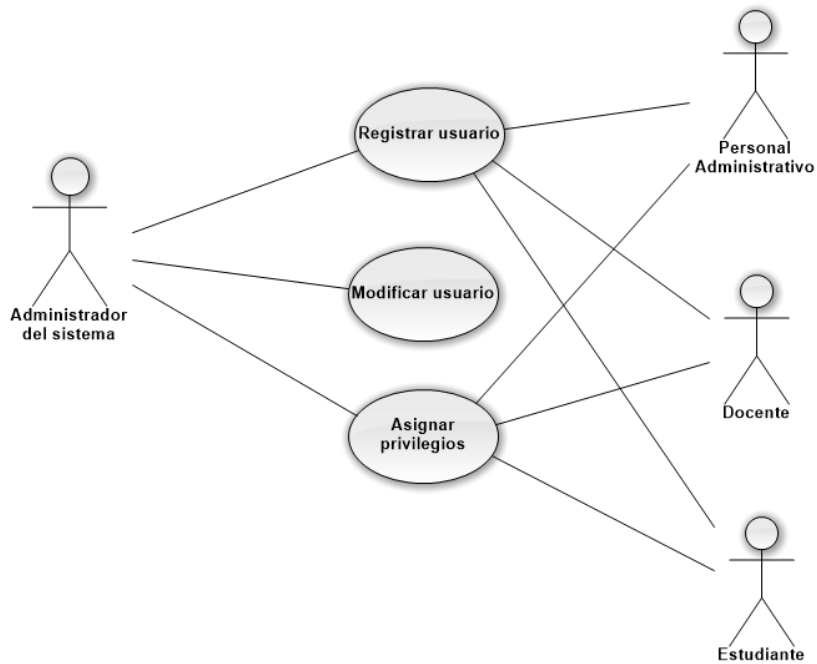 Registrar usuario
Personal
Administrativo
Administrador
del sistema
Modificar usuario
Docente
Asignar
privilegios
Estudiante